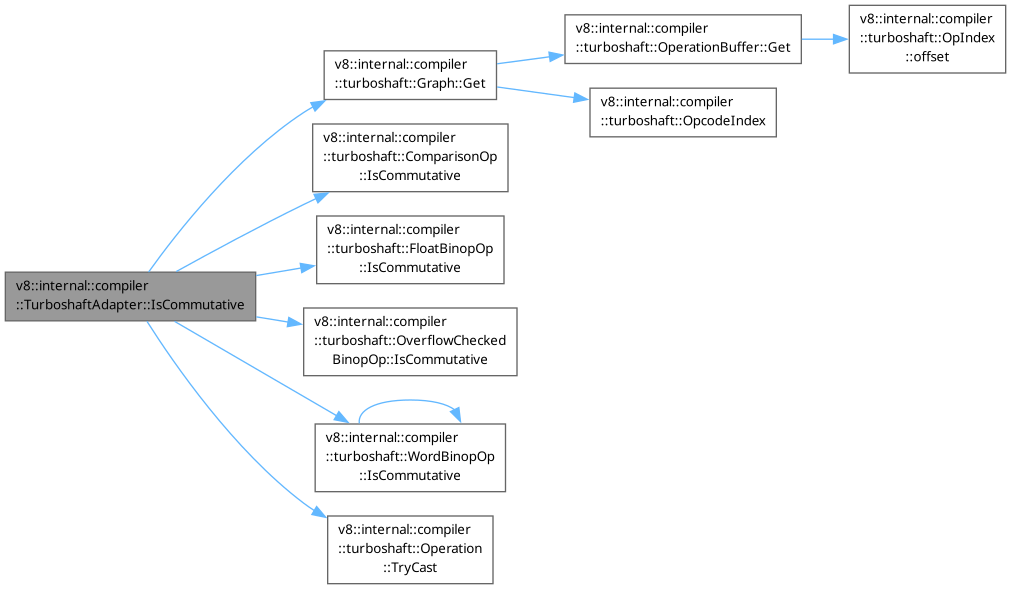 v8::internal::compiler
::TurboshaftAdapter::IsCommutative
v8::internal::compiler
::turboshaft::Graph::Get
v8::internal::compiler
::turboshaft::OperationBuffer::Get
v8::internal::compiler
::turboshaft::OpIndex
::offset
v8::internal::compiler
::turboshaft::OpcodeIndex
v8::internal::compiler
::turboshaft::ComparisonOp
::IsCommutative
v8::internal::compiler
::turboshaft::FloatBinopOp
::IsCommutative
v8::internal::compiler
::turboshaft::OverflowChecked
BinopOp::IsCommutative
v8::internal::compiler
::turboshaft::WordBinopOp
::IsCommutative
v8::internal::compiler
::turboshaft::Operation
::TryCast